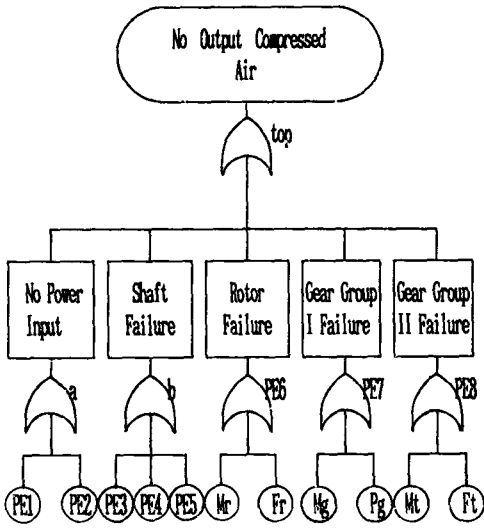 No Output Compressed
Air
top
No Power
Input
Shaft
Failure
Rotor
Failure
Gear Group
I Failure
Gear Group
II Failure
a
b
PE6
PE7
PE8
PE1
PE2
PE3
PE4
PE5
Mr
Fr
Mg
Pg
Mt
Ft